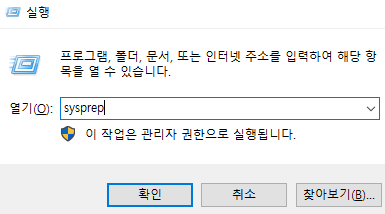 실행
프로그램, 폴더, 문서, 또는 인터넷 주소를 입력하여 해당 항
목을 열 수 있습니다.
열기(O): sysprep
이 작업은 관리자 권한으로 실행됩니다.
확인 취소 찾아보기(B)...